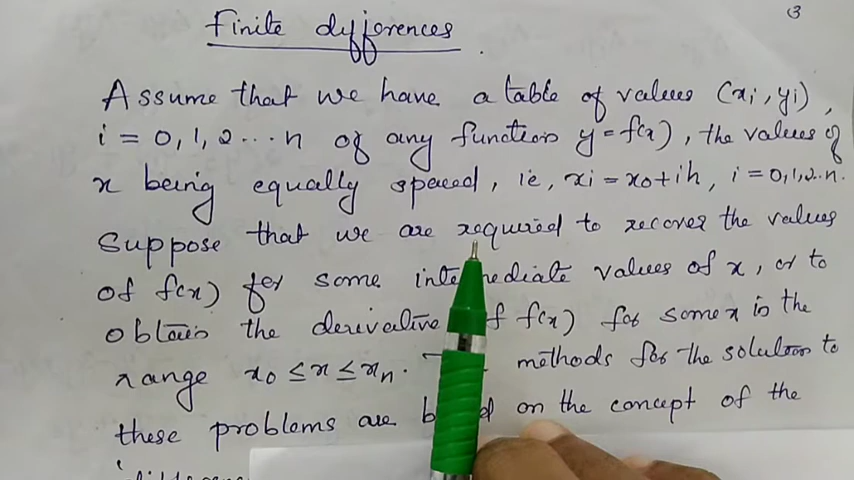 3
Finite differences.
Assume that we have a table of values (xi, yi),
i = 0, 1, 2 ... n of any function y = f(x), the values of
x being equally spaced, ie, xi = x0 + ih, i = 0,1,2..n.
Suppose that we are required to recover the values
of f(x) for some intermediate values of x, or to
obtain the derivative f f(x) for some x in the
range x0 ≤ x ≤ xn. methods for the solution to
these problems are on the concept of the